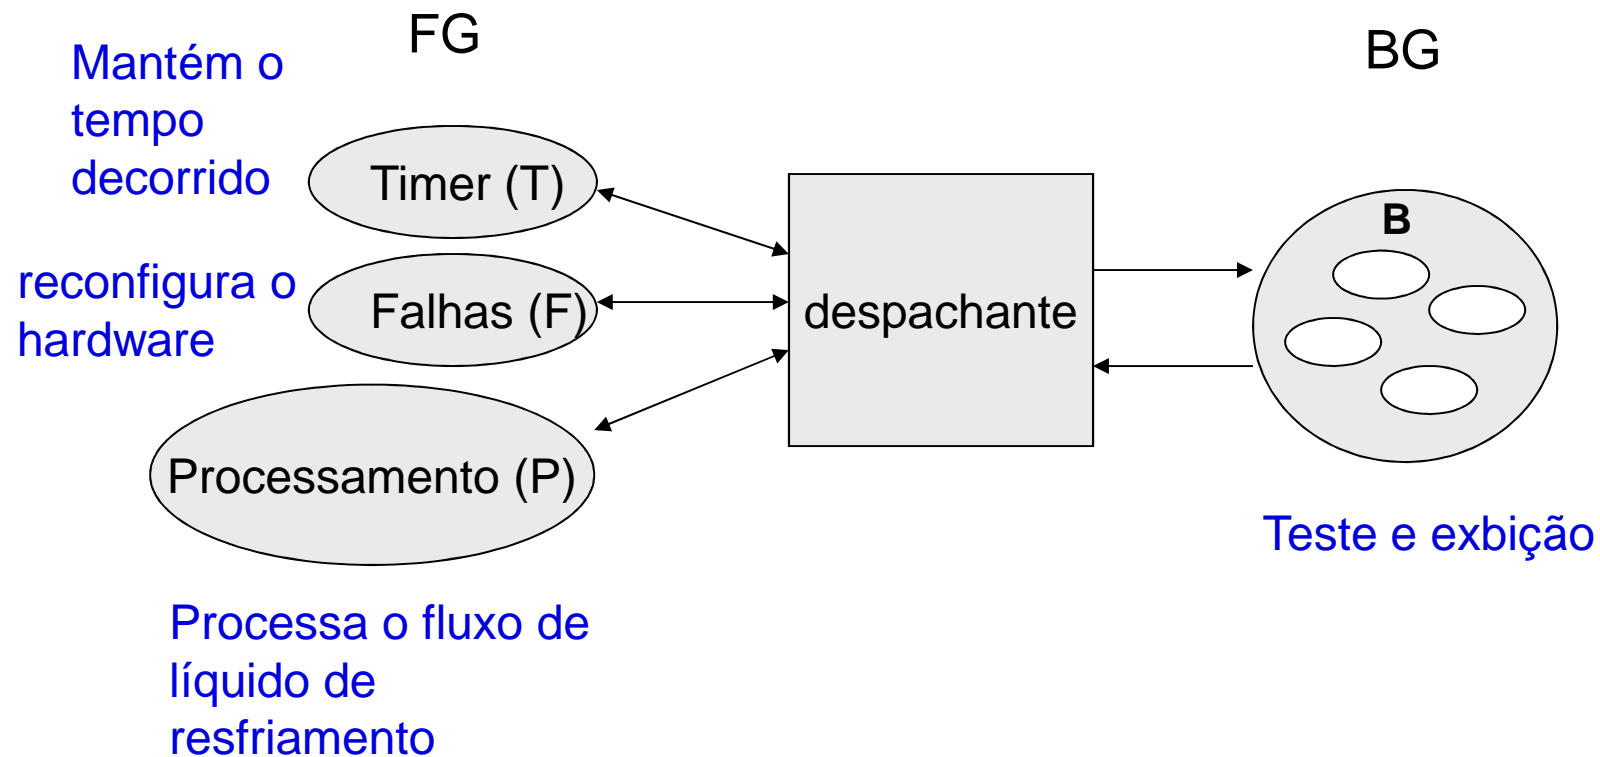 FG
BG
Mantém o
tempo
decorrido
Timer (T)
B
reconfigura o
hardware
Falhas (F)
despachante
Processamento (P)
Teste e exbição
Processa o fluxo de
líquido de
resfriamento